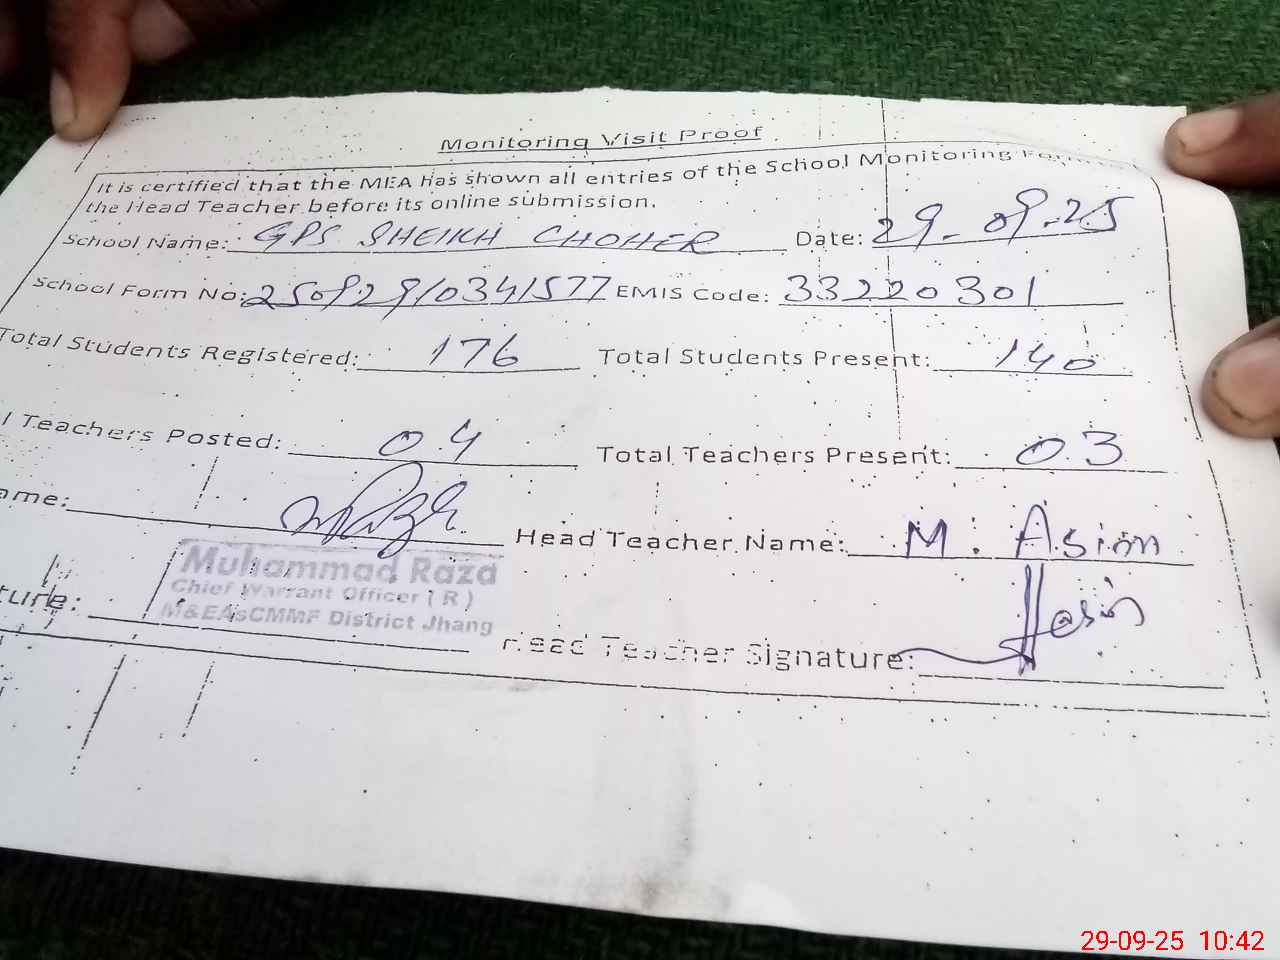 Monitoring Visit Proof
It is certified that the MEA has shown all entries of the School Monitoring
the Head Teacher before its online submission.
School Name: GPS SHEIKH CHOHER Date: 29-09-25
School Form No: 250929/0341577 EMIS Code: 33220301
Total Students Registered: 176 Total Students Present: 140
Teachers Posted: 04 Total Teachers Present: 03
ame: Head Teacher Name: M. Asim
Muhammad Raza
Chief Warrant Officer (R)
M&EAsCMMF District Jhang
ture: Head Teacher Signature: Asim
29-09-25 10:42